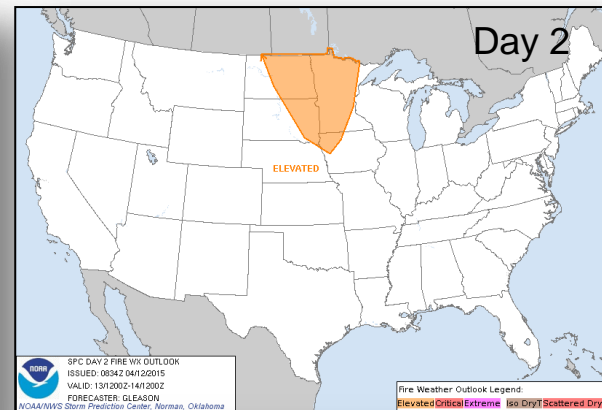 Day 2
ELEVATED
NOAA
SPC DAY 2 FIRE WX OUTLOOK
ISSUED: 0834Z 04/12/2015
VALID: 13/1200Z-14/1200Z
FORECASTER: GLEASON
NOAA/NWS Storm Prediction Center, Norman, Oklahoma
Fire Weather Outlook Legend:
Elevated Critical Extreme Iso DryT Scattered Dry